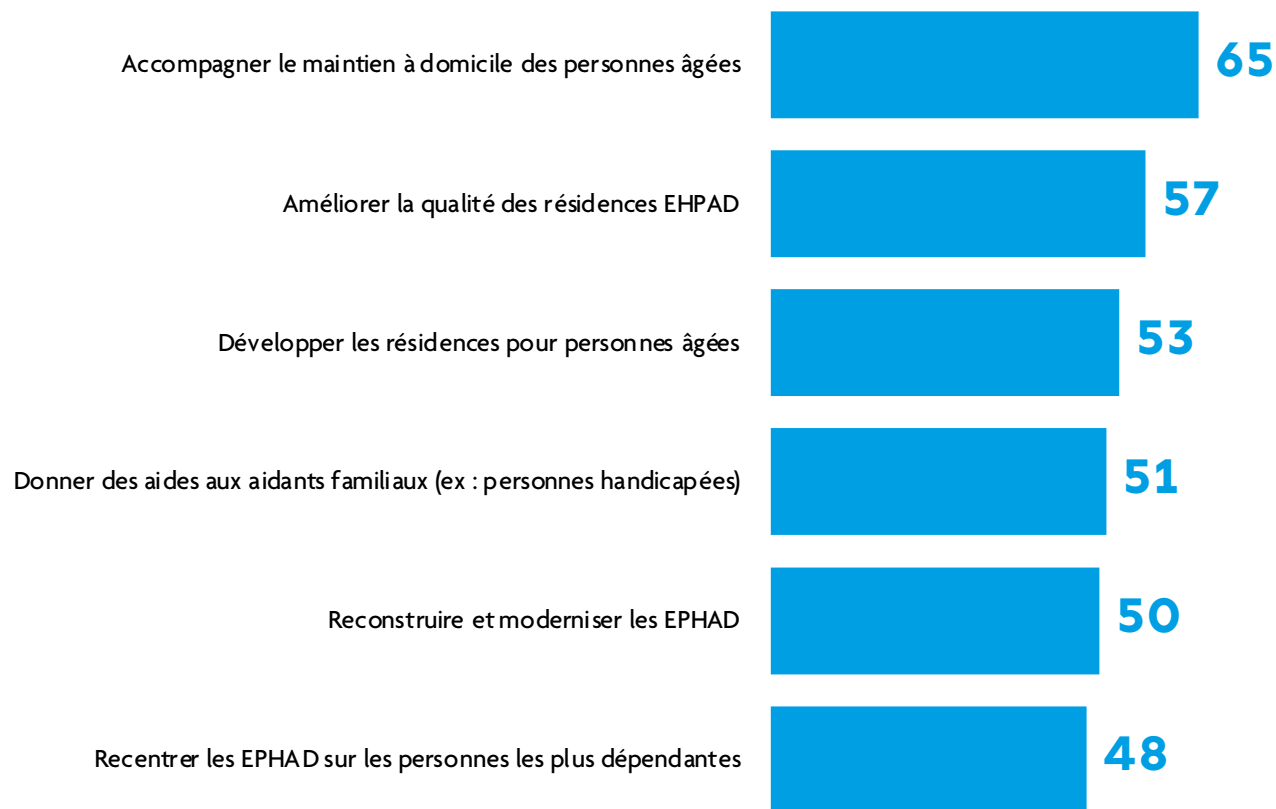 Accompagner le maintien à domicile des personnes âgées 65
Améliorer la qualité des résidences EHPAD 57
Développer les résidences pour personnes âgées 53
Donner des aides aux aidants familiaux (ex : personnes handicapées) 51
Reconstruire et moderniser les EPHAD 50
Recentrer les EPHAD sur les personnes les plus dépendantes 48